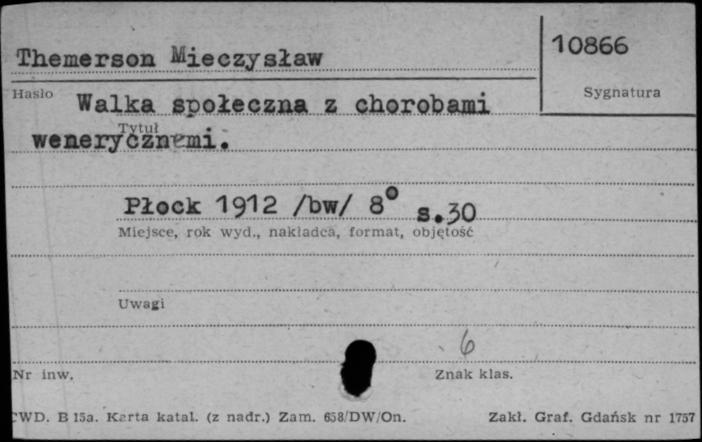 Themerson Mieczysław
10866
Hasło
Sygnatura
Walka społeczna z chorobami
Tytuł
wenerycznemi.
Płock 1912 /bw/ 8° s.30
Miejsce, rok wyd., nakładca, format, objętość
Uwagi
6
Nr inw.
Znak klas.
WD. B 15a. Karta katal. (z nadr.) Zam. 658/DW/On.
Zakł. Graf. Gdańsk nr 1757